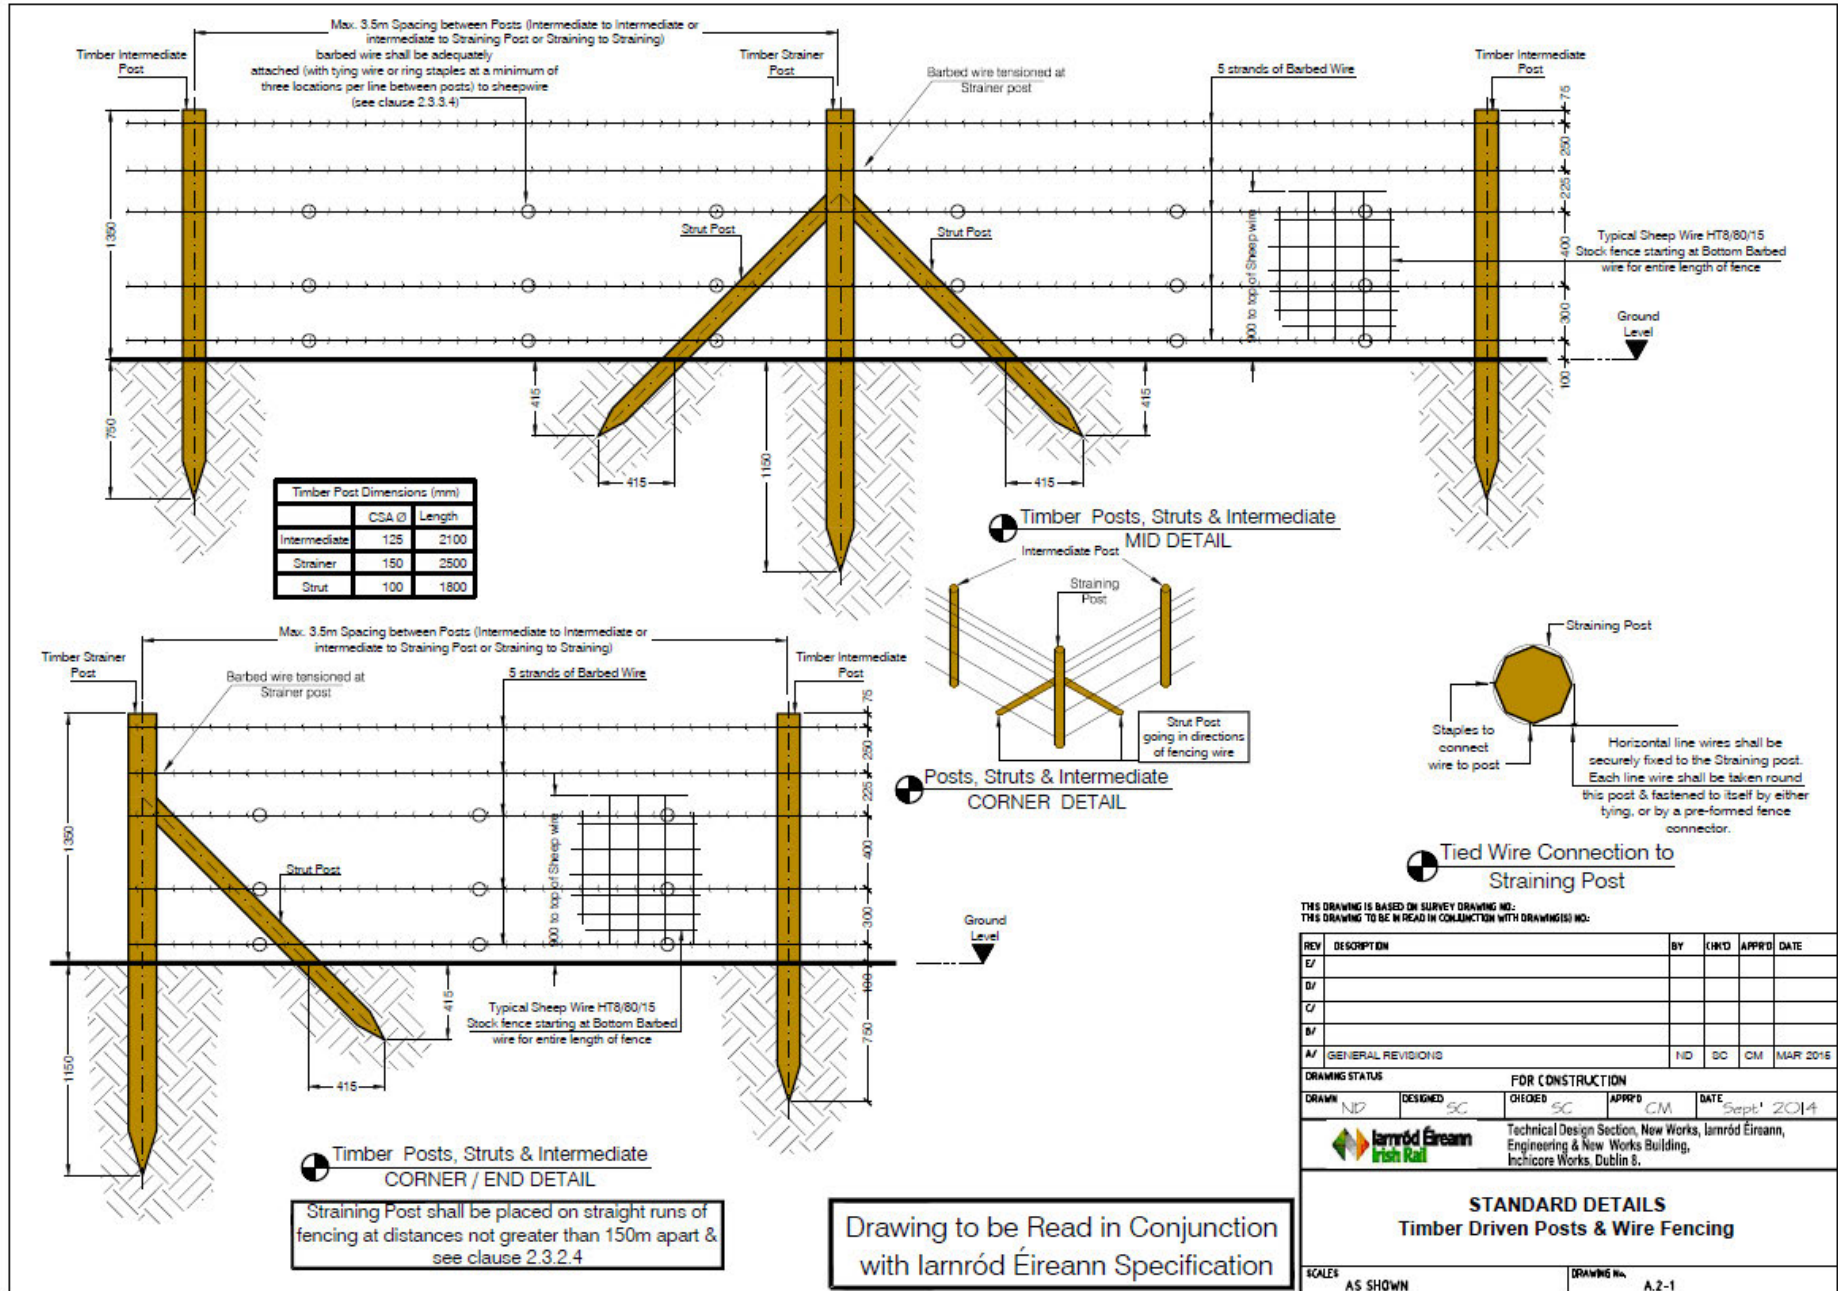 Max. 3.5m Spacing between Posts (Intermediate to Intermediate or
intermediate to Straining Post or Straining to Straining)
Timber Intermediate
Post
barbed wire shall be adequately
attached (with tying wire or ring staples at a minimum of
three locations per line between posts) to sheepwire
(see clause 2.3.3.4)
Timber Strainer
Post
Barbed wire tensioned at
Strainer post
5 strands of Barbed Wire
Timber Intermediate
Post
75
250
225
400
300
100
1350
750
Strut Post
Strut Post
900 to top of Sheep wire
Typical Sheep Wire HT8/80/15
Stock fence starting at Bottom Barbed
wire for entire length of fence
Ground
Level
415
415
1150
415
415
Timber Post Dimensions (mm)
CSA Ø Length
Intermediate 125 2100
Strainer 150 2500
Strut 100 1800
Timber Posts, Struts & Intermediate
MID DETAIL
Intermediate Post
Straining
Post
Strut Post
going in directions
of fencing wire
Posts, Struts & Intermediate
CORNER DETAIL
Straining Post
Staples to
connect
wire to post
Horizontal line wires shall be
securely fixed to the Straining post.
Each line wire shall be taken round
this post & fastened to itself by either
tying, or by a pre-formed fence
connector.
Tied Wire Connection to
Straining Post
Max. 3.5m Spacing between Posts (Intermediate to Intermediate or
intermediate to Straining Post or Straining to Straining)
Timber Strainer
Post
Barbed wire tensioned at
Strainer post
5 strands of Barbed Wire
Timber Intermediate
Post
75
250
225
400
300
100
750
1350
1150
Strut Post
900 to top of Sheep wire
Ground
Level
415
415
Typical Sheep Wire HT8/80/15
Stock fence starting at Bottom Barbed
wire for entire length of fence
Timber Posts, Struts & Intermediate
CORNER / END DETAIL
Straining Post shall be placed on straight runs of
fencing at distances not greater than 150m apart &
see clause 2.3.2.4
Drawing to be Read in Conjunction
with Iarnród Éireann Specification
THIS DRAWING IS BASED ON SURVEY DRAWING NO.:
THIS DRAWING TO BE IN READ IN CONJUNCTION WITH DRAWING(S) NO.:
REV DESCRIPTION BY CHK'D APPR'D DATE
E/
D/
C/
B/
A/ GENERAL REVISIONS ND SC CM MAR' 2015
DRAWING STATUS FOR CONSTRUCTION
DRAWN ND DESIGNED SC CHECKED SC APPR'D CM DATE Sept' 2014
Iarnród Éireann
Irish Rail
Technical Design Section, New Works, Iarnród Éireann,
Engineering & New Works Building,
Inchicore Works, Dublin 8.
STANDARD DETAILS
Timber Driven Posts & Wire Fencing
SCALES AS SHOWN
DRAWING No. A.2-1